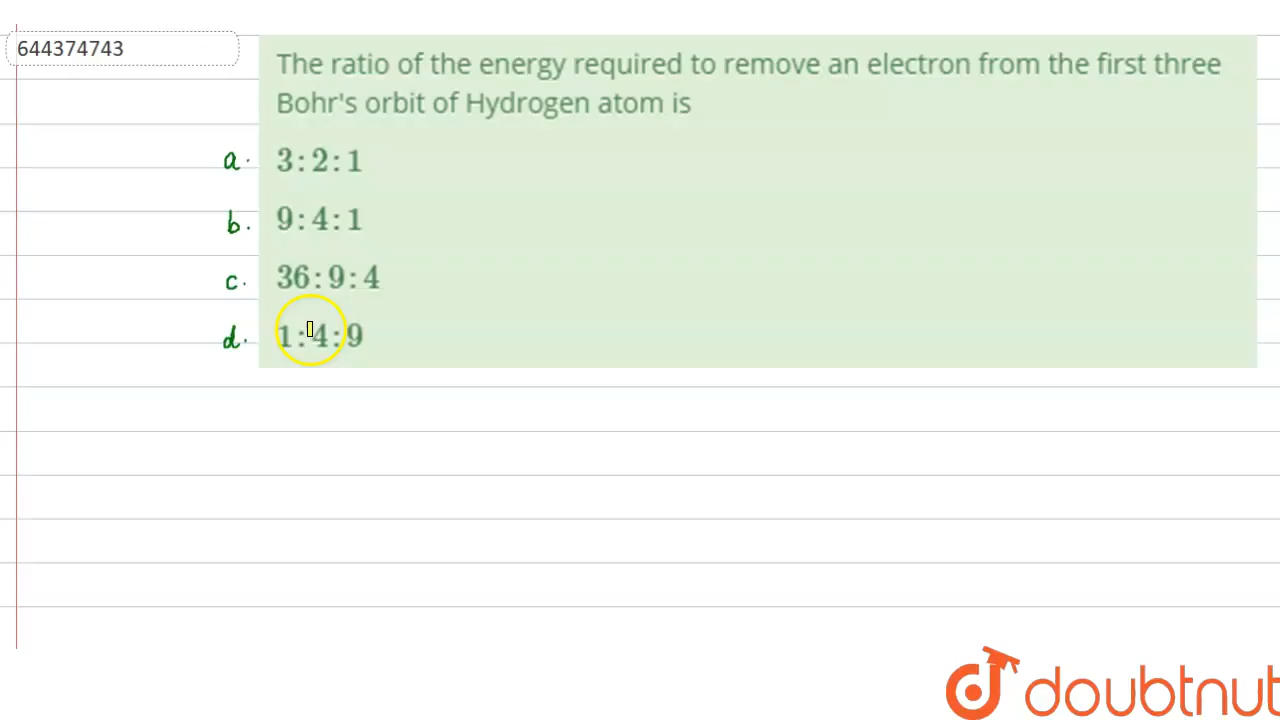 644374743
The ratio of the energy required to remove an electron from the first three
Bohr's orbit of Hydrogen atom is
a. 3:2:1
b. 9:4:1
c. 36:9:4
d. 1:4:9
doubtnut